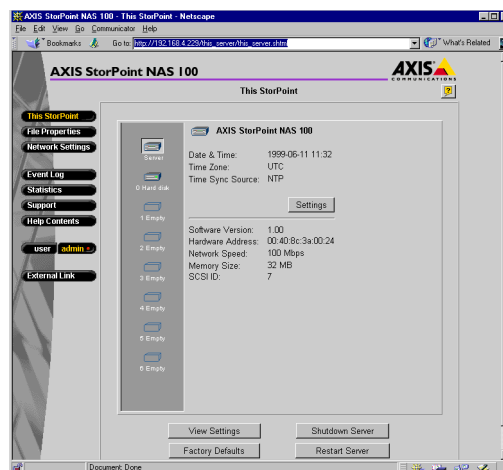 AXIS StorPoint NAS 100 - This StorPoint - Netscape
File Edit View Go Communicator Help
Bookmarks Go to: http://192.168.4.229/this_server/this_server.shtml What's Related
AXIS StorPoint NAS 100
AXIS
COMMUNICATIONS
This StorPoint
?
This StorPoint
File Properties
Network Settings
Event Log
Statistics
Support
Help Contents
user admin
External Link
Server
0 Hard disk
1 Empty
2 Empty
3 Empty
4 Empty
5 Empty
6 Empty
AXIS StorPoint NAS 100
Date & Time: 1999-06-11 11:32
Time Zone: UTC
Time Sync Source: NTP
Settings
Software Version: 1.00
Hardware Address: 00:40:8c:3a:00:24
Network Speed: 100 Mbps
Memory Size: 32 MB
SCSI ID: 7
View Settings
Shutdown Server
Factory Defaults
Restart Server
Document: Done